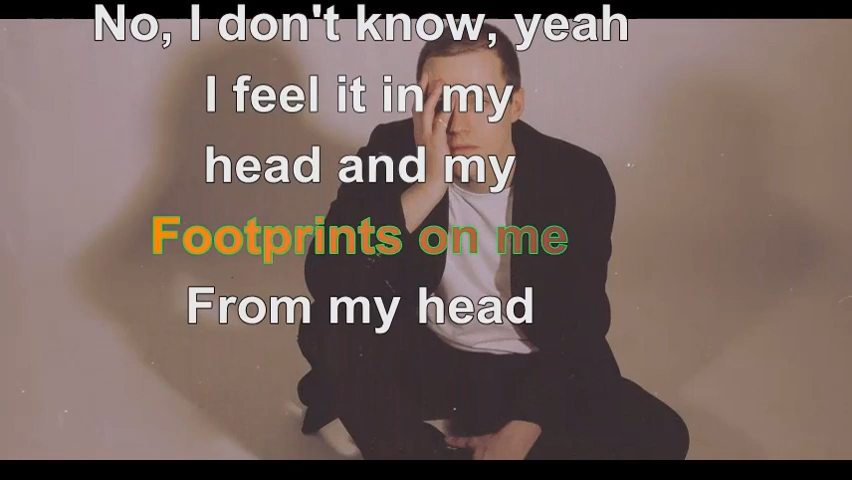 No, I don't know, yeah
I feel it in my
head and my
Footprints on me
From my head